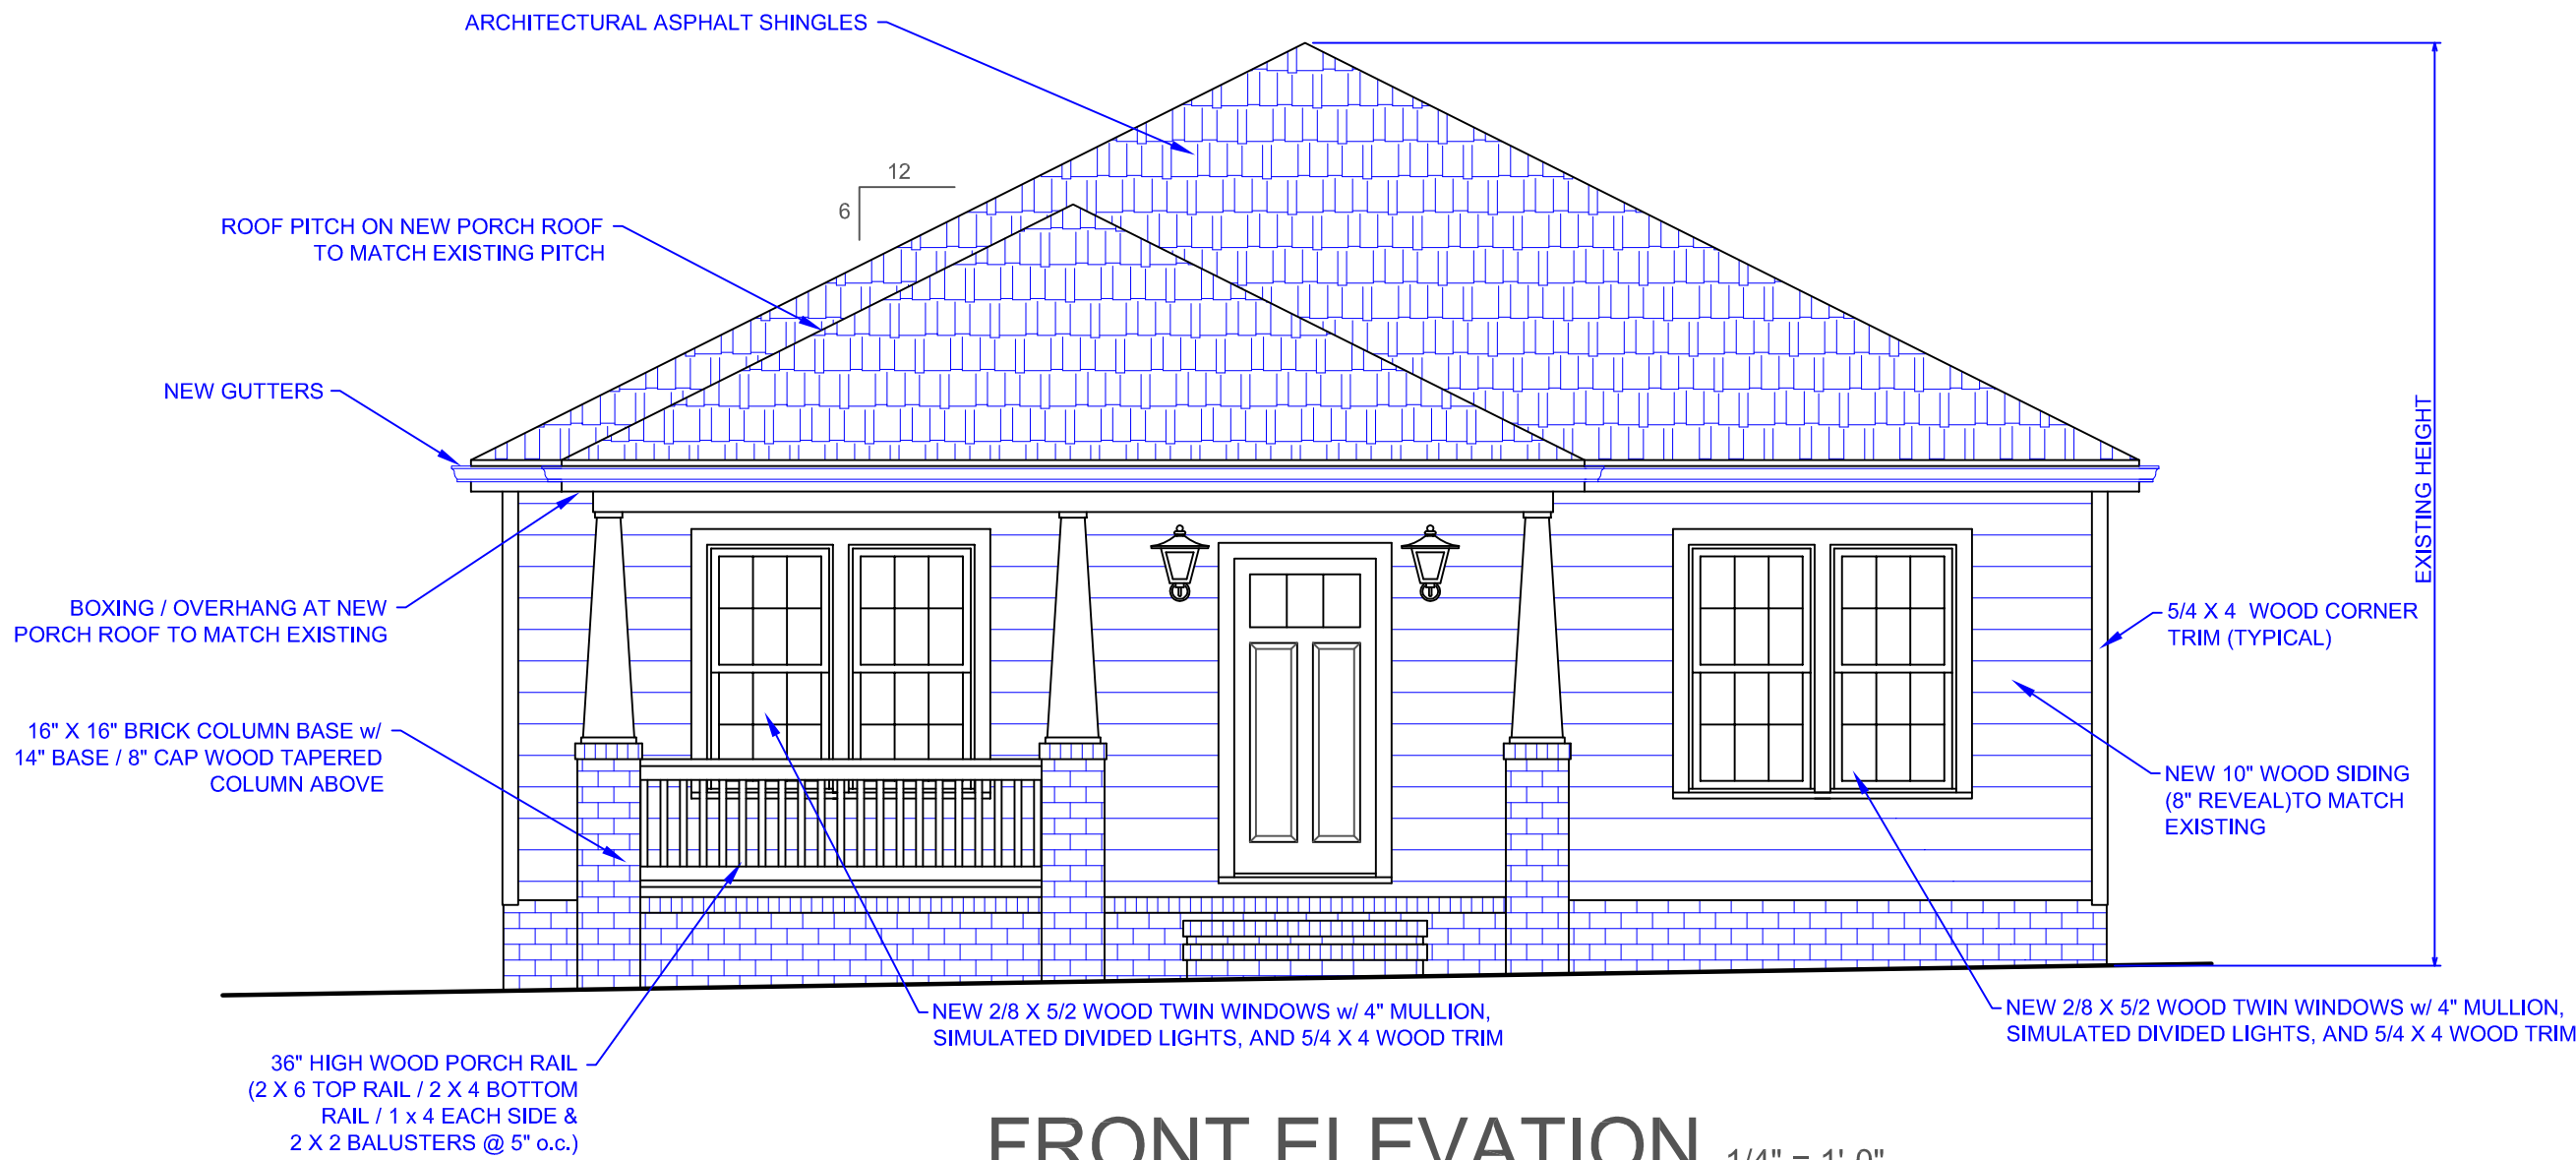 ARCHITECTURAL ASPHALT SHINGLES
12
6
ROOF PITCH ON NEW PORCH ROOF
TO MATCH EXISTING PITCH
NEW GUTTERS
EXISTING HEIGHT
BOXING / OVERHANG AT NEW
PORCH ROOF TO MATCH EXISTING
5/4 X 4 WOOD CORNER
TRIM (TYPICAL)
16" X 16" BRICK COLUMN BASE w/
14" BASE / 8" CAP WOOD TAPERED
COLUMN ABOVE
NEW 10" WOOD SIDING
(8" REVEAL)TO MATCH
EXISTING
NEW 2/8 X 5/2 WOOD TWIN WINDOWS w/ 4" MULLION,
SIMULATED DIVIDED LIGHTS, AND 5/4 X 4 WOOD TRIM
NEW 2/8 X 5/2 WOOD TWIN WINDOWS w/ 4" MULLION,
SIMULATED DIVIDED LIGHTS, AND 5/4 X 4 WOOD TRIM
36" HIGH WOOD PORCH RAIL
(2 X 6 TOP RAIL / 2 X 4 BOTTOM
RAIL / 1 x 4 EACH SIDE &
2 X 2 BALUSTERS @ 5" o.c.)
FRONT ELEVATION 1/4" = 1'-0"